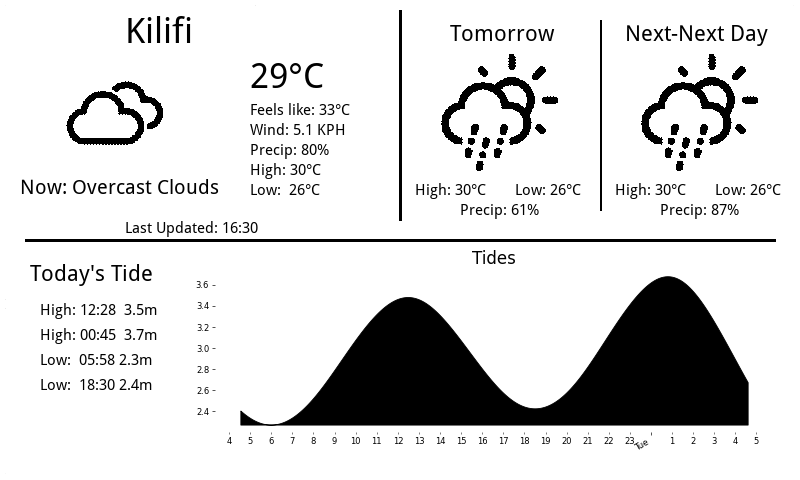 Kilifi
29°C
Feels like: 33°C
Wind: 5.1 KPH
Precip: 80%
High: 30°C
Low: 26°C
Now: Overcast Clouds
Last Updated: 16:30
Tomorrow
High: 30°C Low: 26°C
Precip: 61%
Next-Next Day
High: 30°C Low: 26°C
Precip: 87%
Today's Tide
High: 12:28 3.5m
High: 00:45 3.7m
Low: 05:58 2.3m
Low: 18:30 2.4m
Tides
3.6
3.4
3.2
3.0
2.8
2.6
2.4
4 5 6 7 8 9 10 11 12 13 14 15 16 17 18 19 20 21 22 23 Tue 1 2 3 4 5